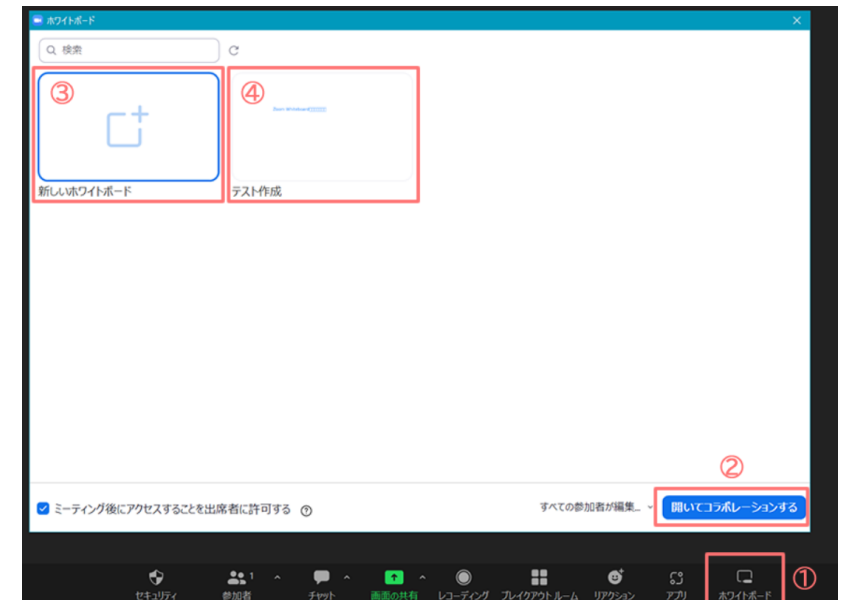 ホワイトボード
検索
③
④
新しいホワイトボード
テスト作成
②
ミーティング後にアクセスすることを出席者に許可する
すべての参加者が編集...
開いてコラボレーションする
1
①
セキュリティ
参加者
チャット
画面の共有
レコーディング
ブレイクアウトルーム
リアクション
アプリ
ホワイトボード